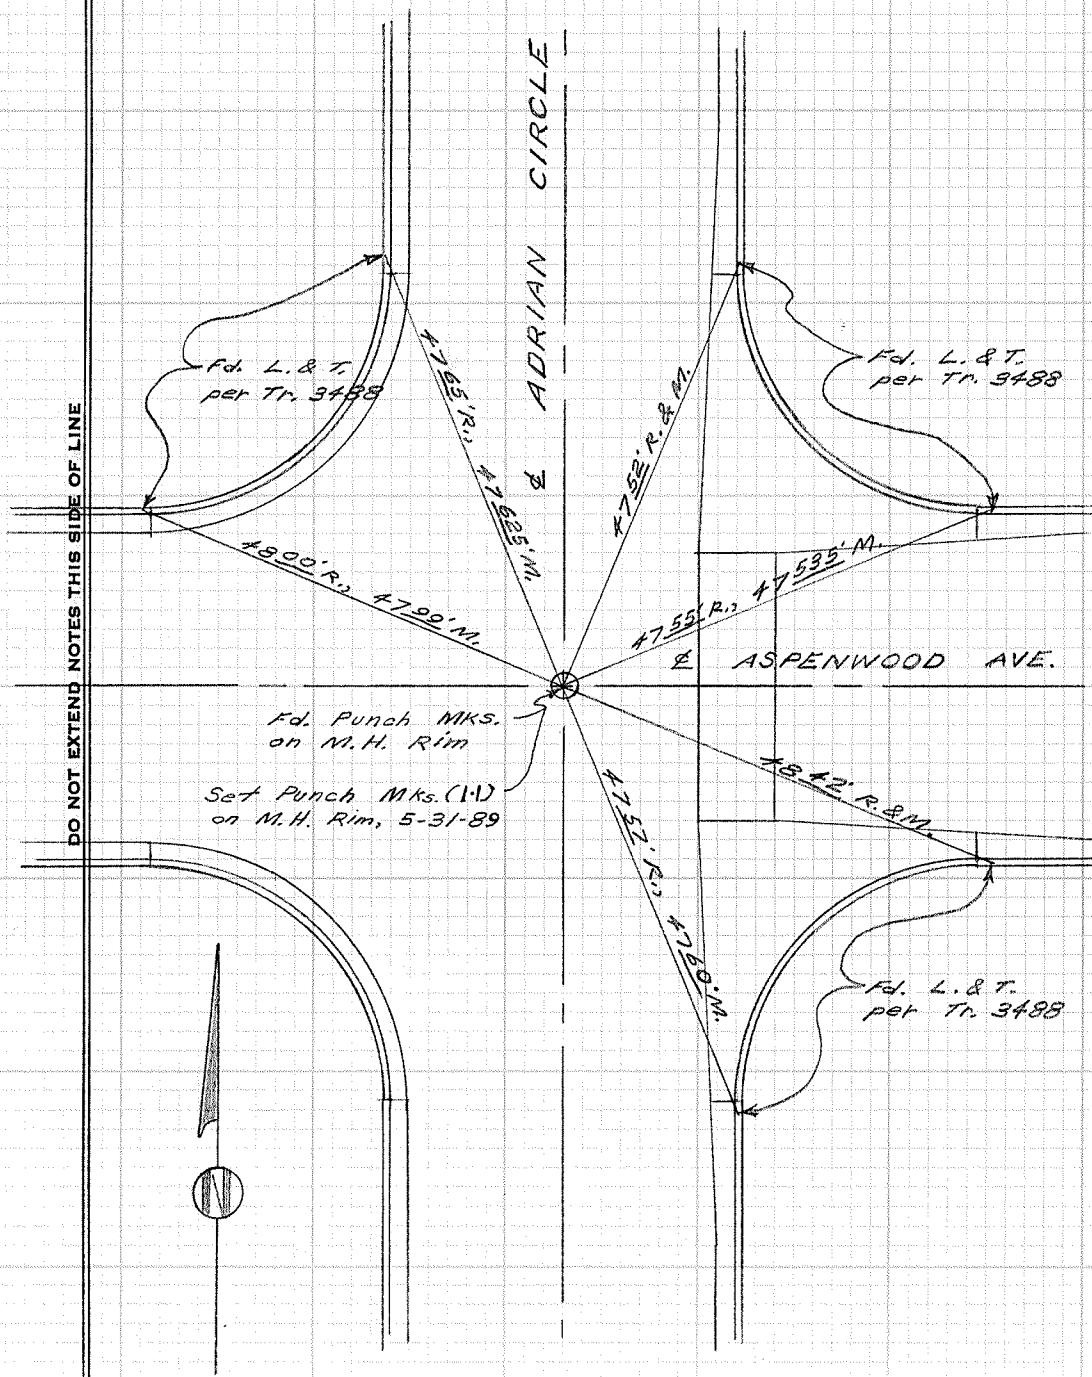 DO NOT EXTEND NOTES THIS SIDE OF LINE
℄ ADRIAN CIRCLE
Fd. L. & T.
per Tr. 3488
Fd. L. & T.
per Tr. 3488
47.65' R., 47.625' M.
47.52' R. & M.
48.00' R., 47.99' M.
47.55' R., 47.535' M.
℄ ASPENWOOD AVE.
Fd. Punch Mks.
on M.H. Rim
Set Punch Mks. (1·1)
on M.H. Rim, 5-31-89
48.42' R. & M.
47.57' R., 47.60' M.
Fd. L. & T.
per Tr. 3488
N